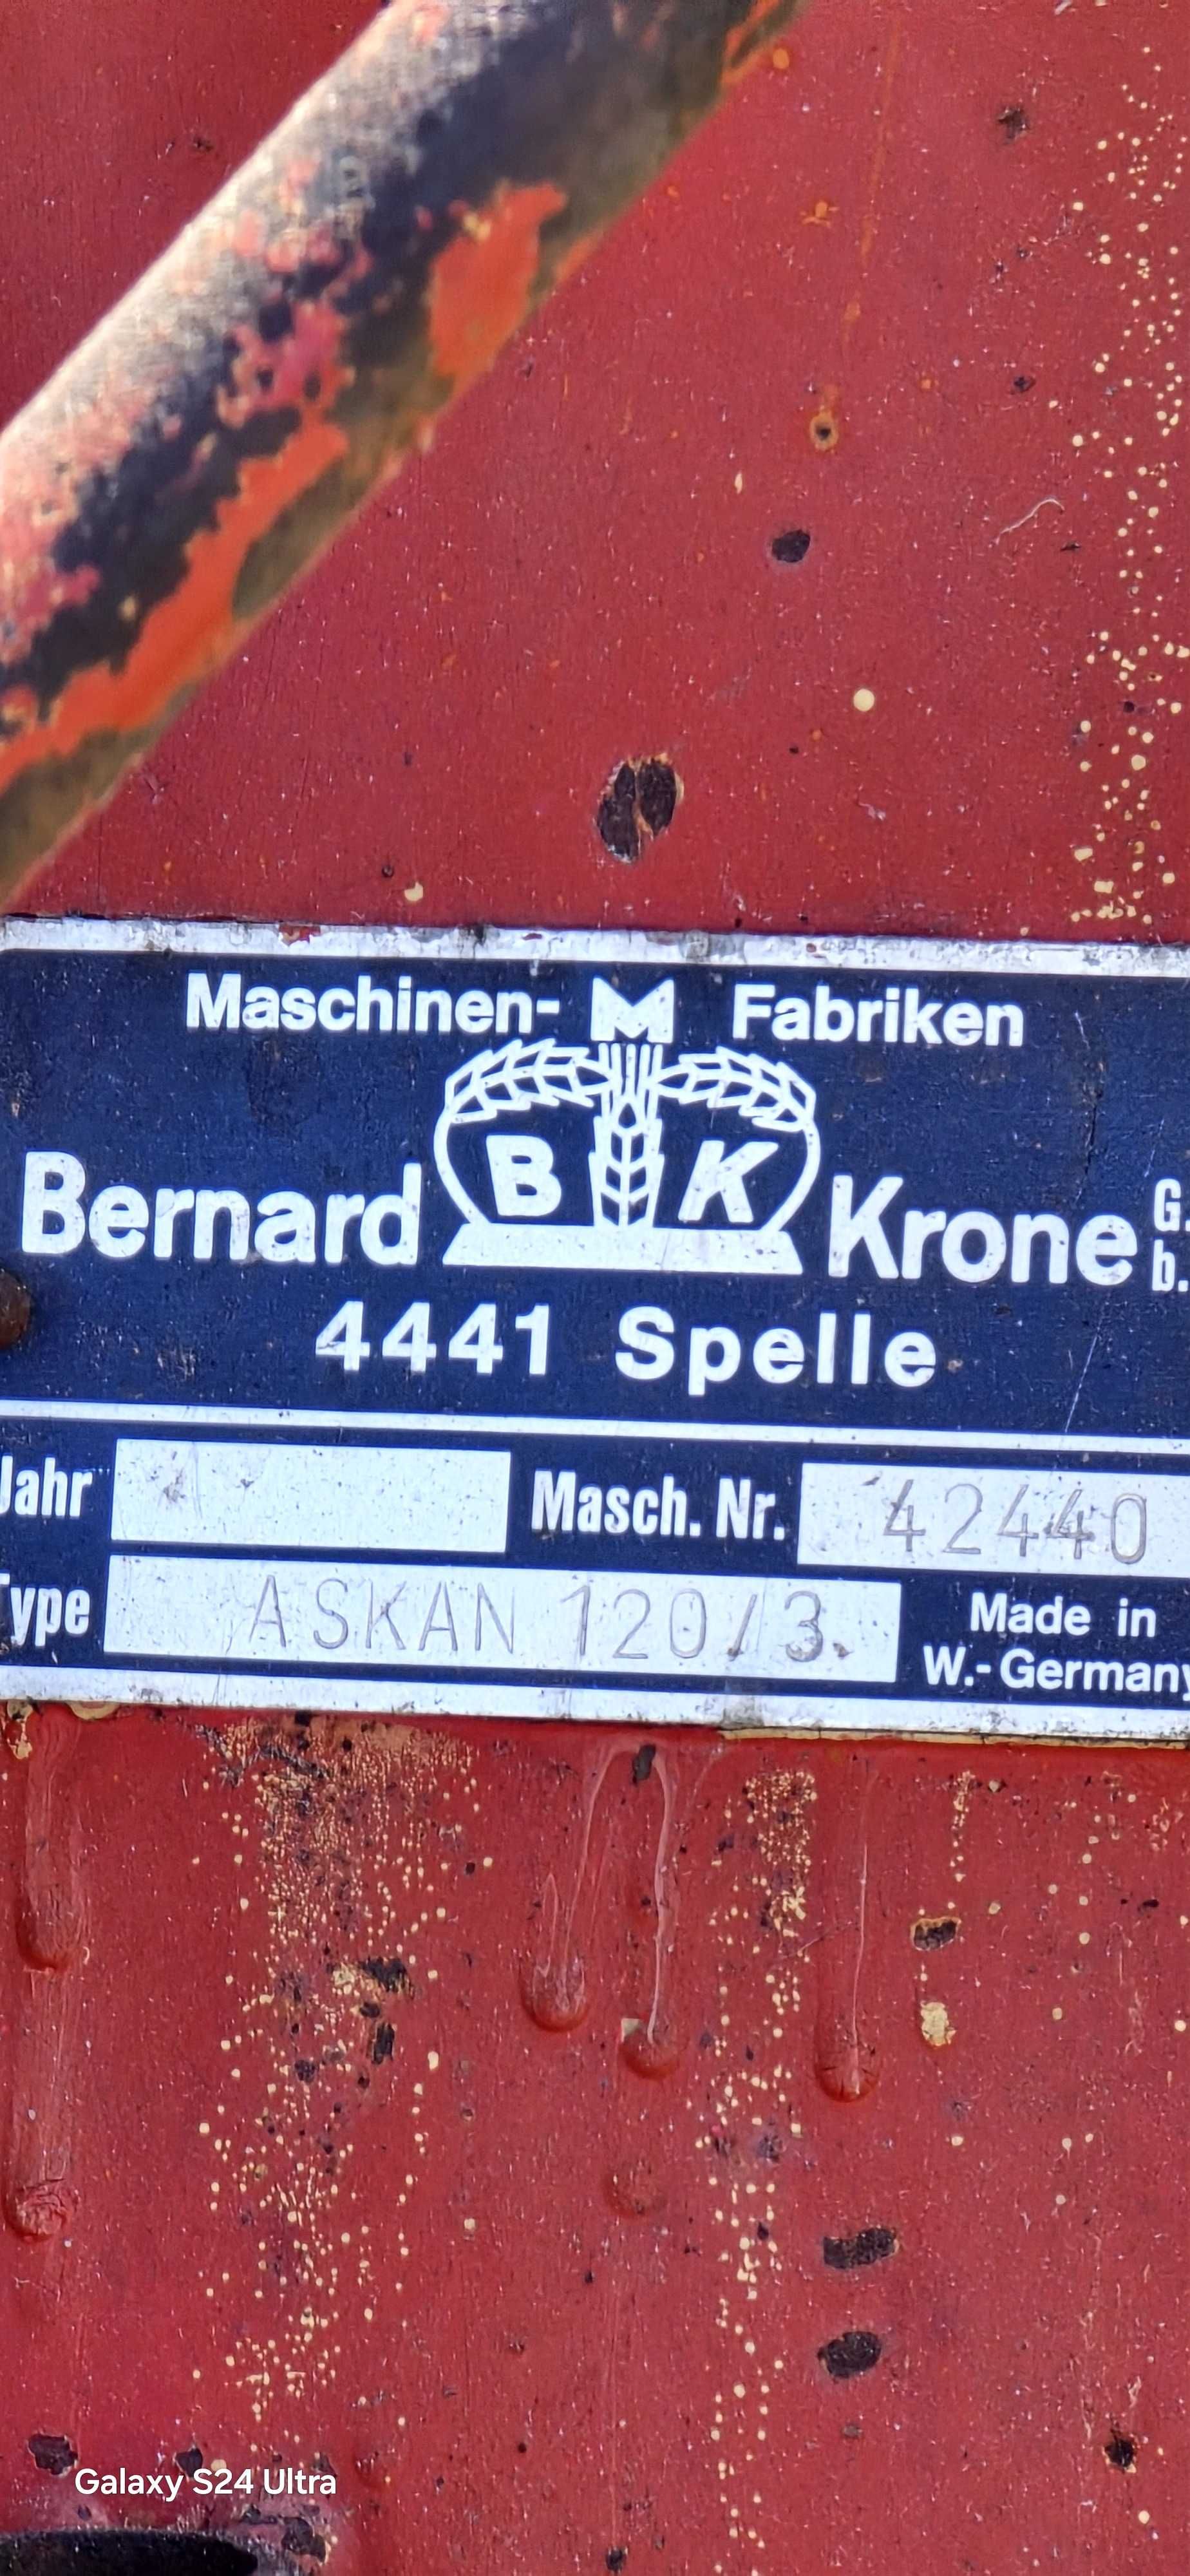 Maschinen- M Fabriken
Bernard B K Krone G.
b.
4441 Spelle
Jahr Masch. Nr. 42440
Type ASKAN 120/3 Made in
W.-Germany
Galaxy S24 Ultra